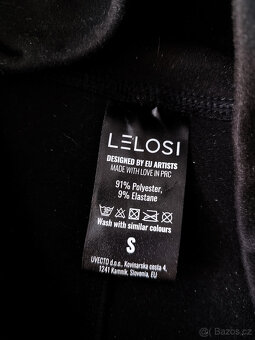 LELOSI
DESIGNED BY EU ARTISTS
MADE WITH LOVE IN PRC
91% Polyester,
9% Elastane
Wash with similar colours
S
UVECTO d.o.o., Kovinarska cesta 4,
1241 Kamnik, Slovenia, EU
Bazoš.cz